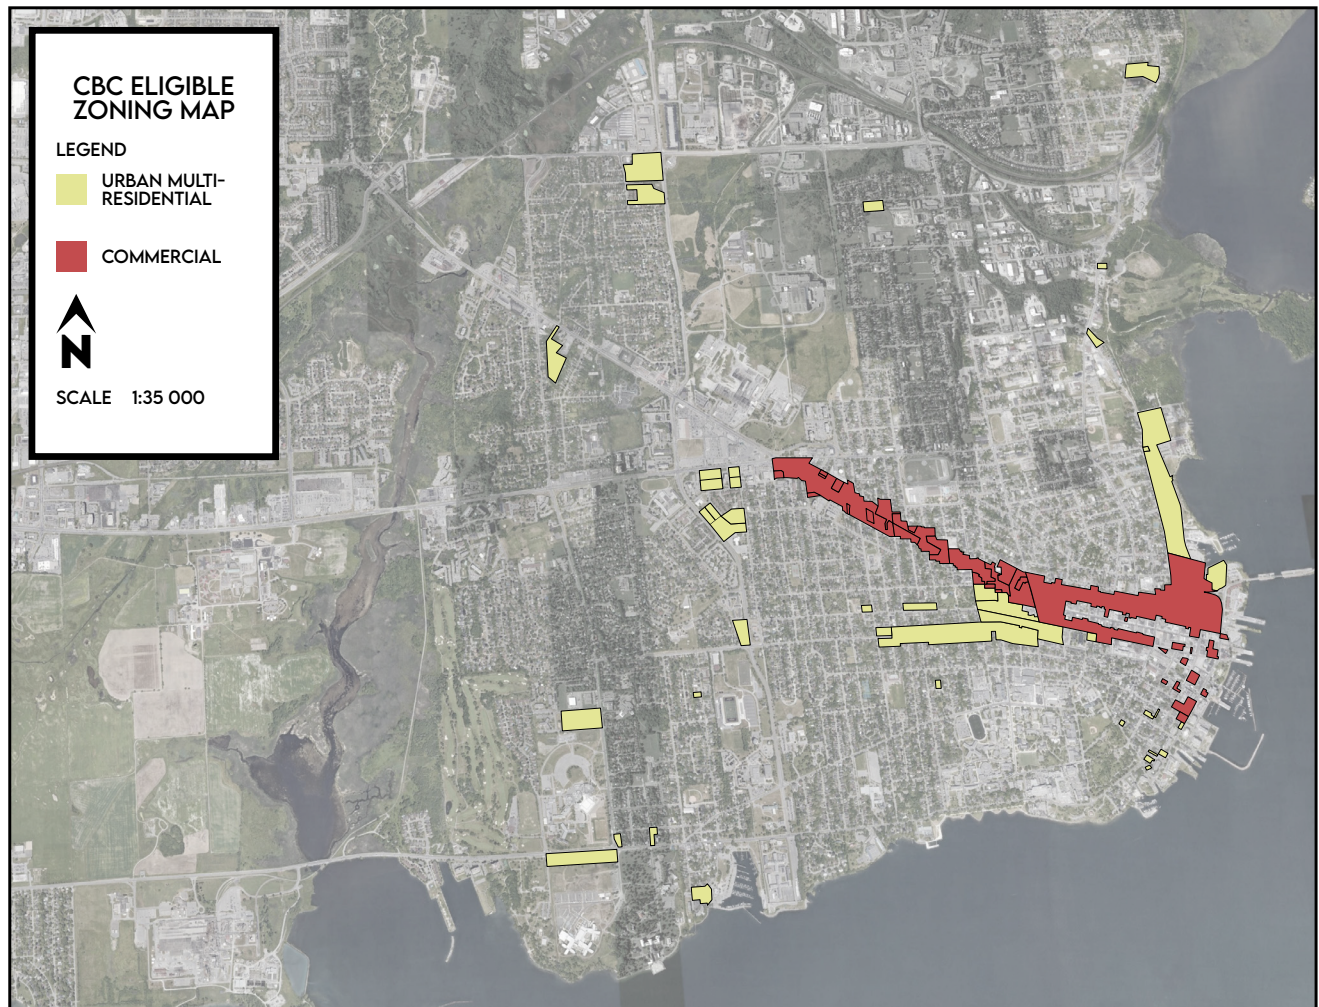 CBC ELIGIBLE
ZONING MAP
LEGEND
URBAN MULTI-
RESIDENTIAL
COMMERCIAL
N
SCALE 1:35 000